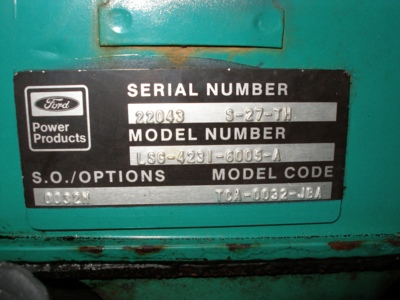 SERIAL NUMBER
22043 S-27-TH
Ford
Power
Products
MODEL NUMBER
LSG-4231-6005-A
S.O./OPTIONS MODEL CODE
0032M TCA-0032-JBA